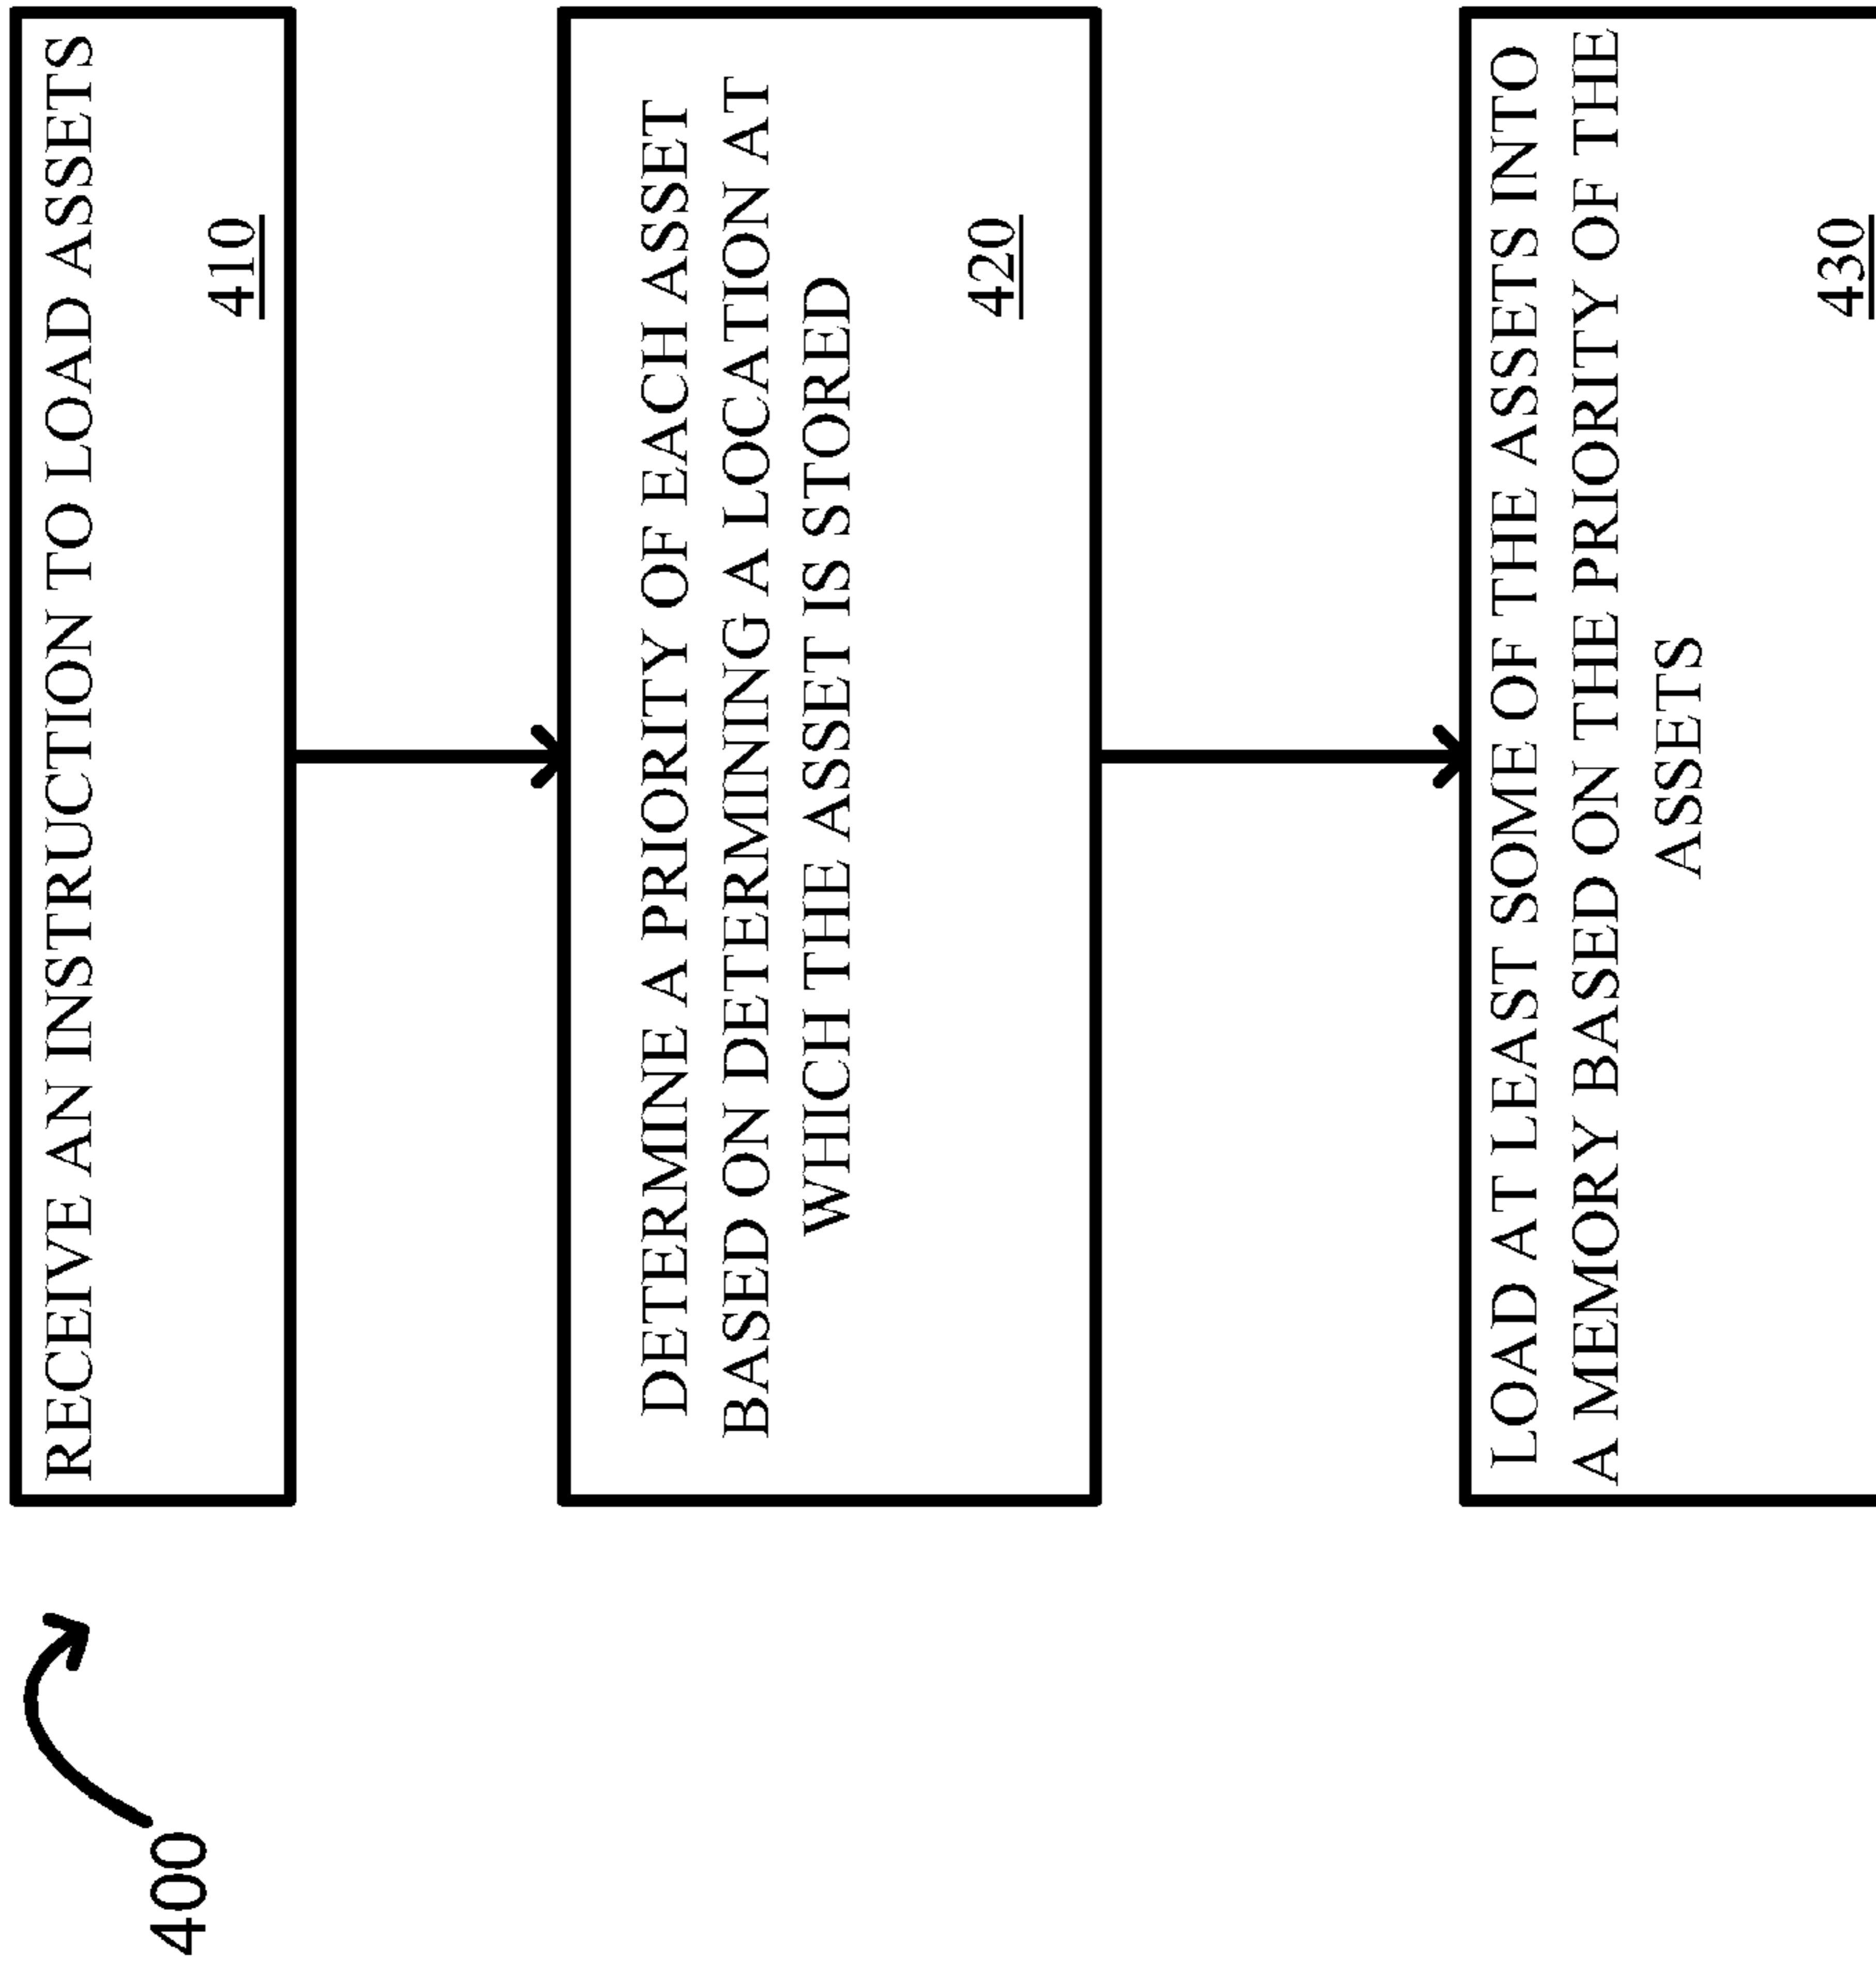 400
RECEIVE AN INSTRUCTION TO LOAD ASSETS
410
DETERMINE A PRIORITY OF EACH ASSET
BASED ON DETERMINING A LOCATION AT
WHICH THE ASSET IS STORED
420
LOAD AT LEAST SOME OF THE ASSETS INTO
A MEMORY BASED ON THE PRIORITY OF THE
ASSETS
430